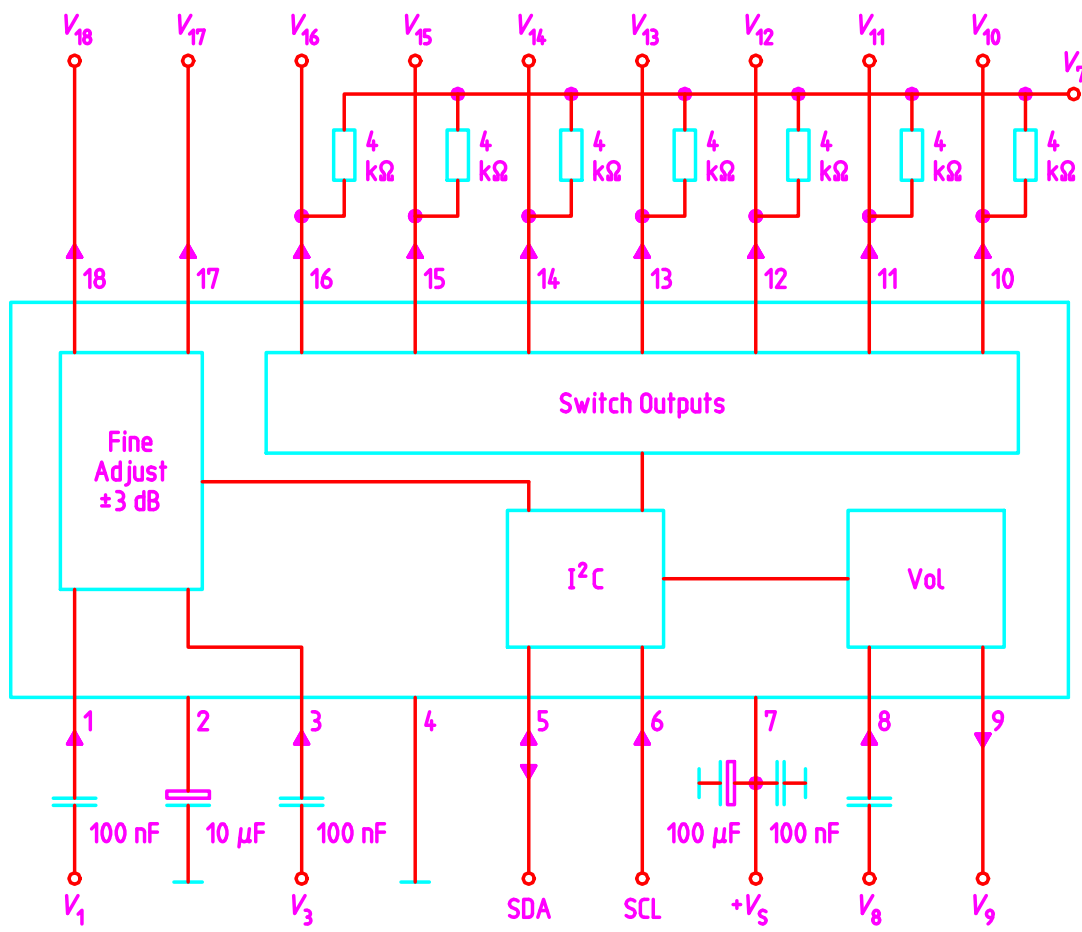 V18 V17 V16 V15 V14 V13 V12 V11 V10
V7
4 kΩ 4 kΩ 4 kΩ 4 kΩ 4 kΩ 4 kΩ 4 kΩ
18 17 16 15 14 13 12 11 10
Switch Outputs
Fine
Adjust
±3 dB
I²C
Vol
1 2 3 4 5 6 7 8 9
100 nF 10 µF 100 nF 100 µF 100 nF
V1 V3 SDA SCL +VS V8 V9